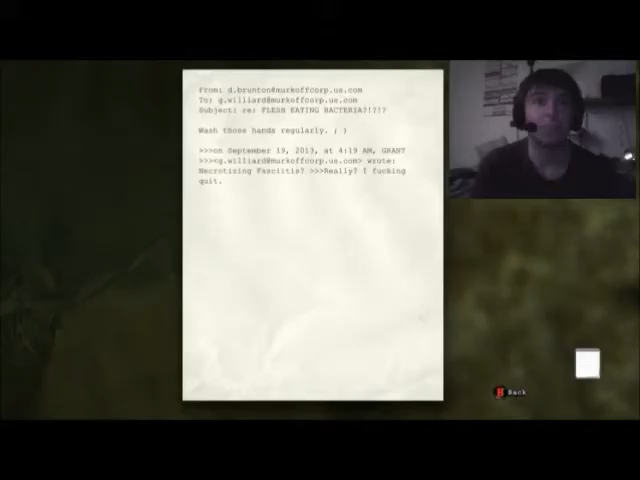 From: d.brunton@murkoffcorp.us.com
To: g.williard@murkoffcorp.us.com
Subject: re: FLESH EATING BACTERIA?!?!?
Wash those hands regularly. ; )
>>>on September 19, 2013, at 4:19 AM, GRANT
>>><g.williard@murkoffcorp.us.com> wrote:
Necrotizing Fasciitis? >>>Really? I fucking
quit.
B Back